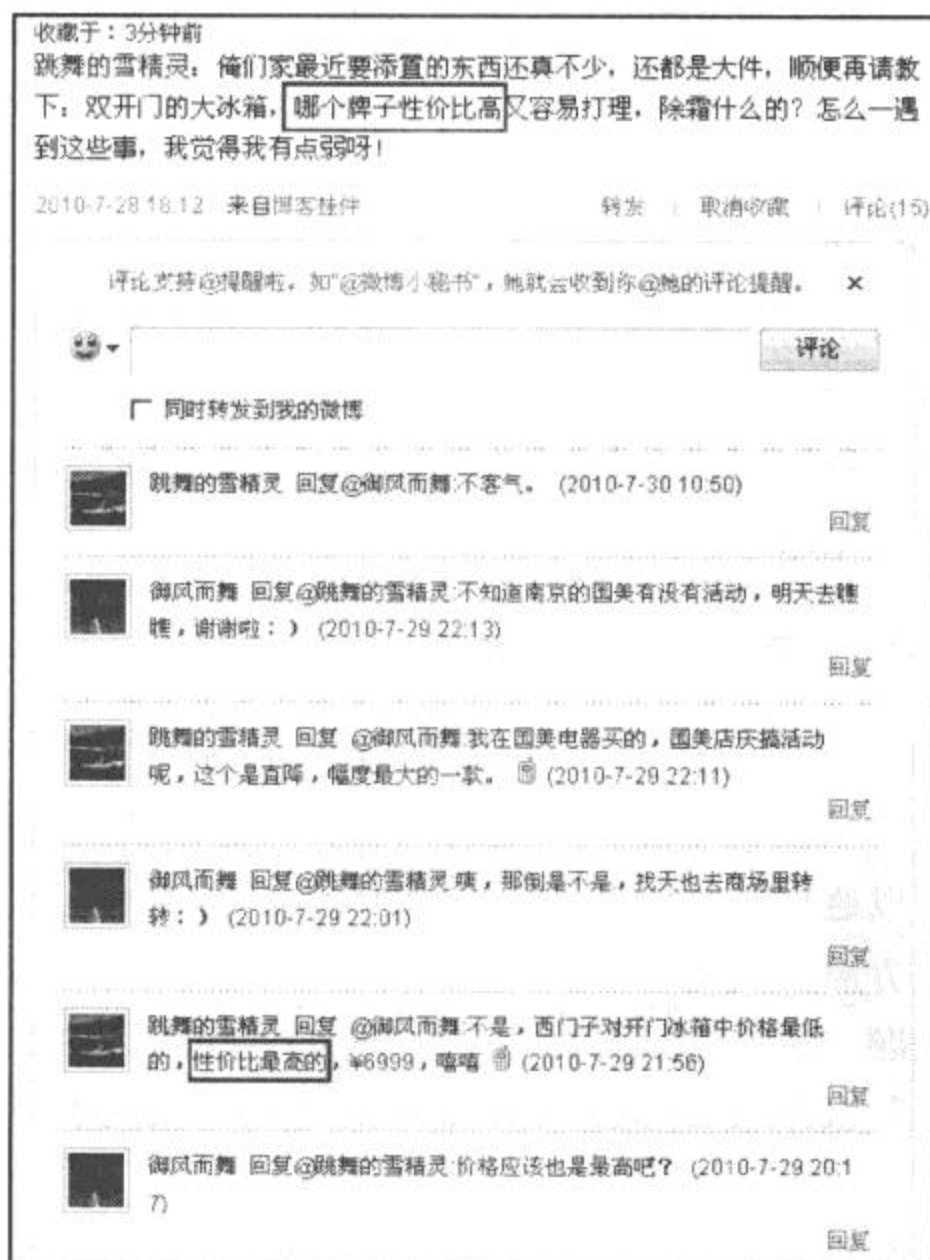 收藏于：3分钟前
跳舞的雪精灵：俺们家最近要添置的东西还真不少，还都是大件，顺便再请教
下：双开门的大冰箱，哪个牌子性价比高又容易打理，除霜什么的？怎么一遇
到这些事，我觉得我有点弱呀！
2010-7-28 18:12 来自博客挂件 转发 | 取消收藏 | 评论(15)
评论支持@提醒啦，如"@微博小秘书"，她就会收到你@她的评论提醒。 ×
评论
同时转发到我的微博
跳舞的雪精灵 回复@御风而舞:不客气。 (2010-7-30 10:50)
回复
御风而舞 回复@跳舞的雪精灵:不知道南京的国美有没有活动，明天去瞧
瞧，谢谢啦：） (2010-7-29 22:13)
回复
跳舞的雪精灵 回复 @御风而舞:我在国美电器买的，国美店庆搞活动
呢，这个是直降，幅度最大的一款。 (2010-7-29 22:11)
回复
御风而舞 回复@跳舞的雪精灵:咦，那倒是不是，找天也去商场里转
转：） (2010-7-29 22:01)
回复
跳舞的雪精灵 回复 @御风而舞:不是，西门子对开门冰箱中价格最低
的，性价比最高的，¥6999，嘻嘻 (2010-7-29 21:56)
回复
御风而舞 回复@跳舞的雪精灵:价格应该也是最高吧？ (2010-7-29 20:1
7)
回复